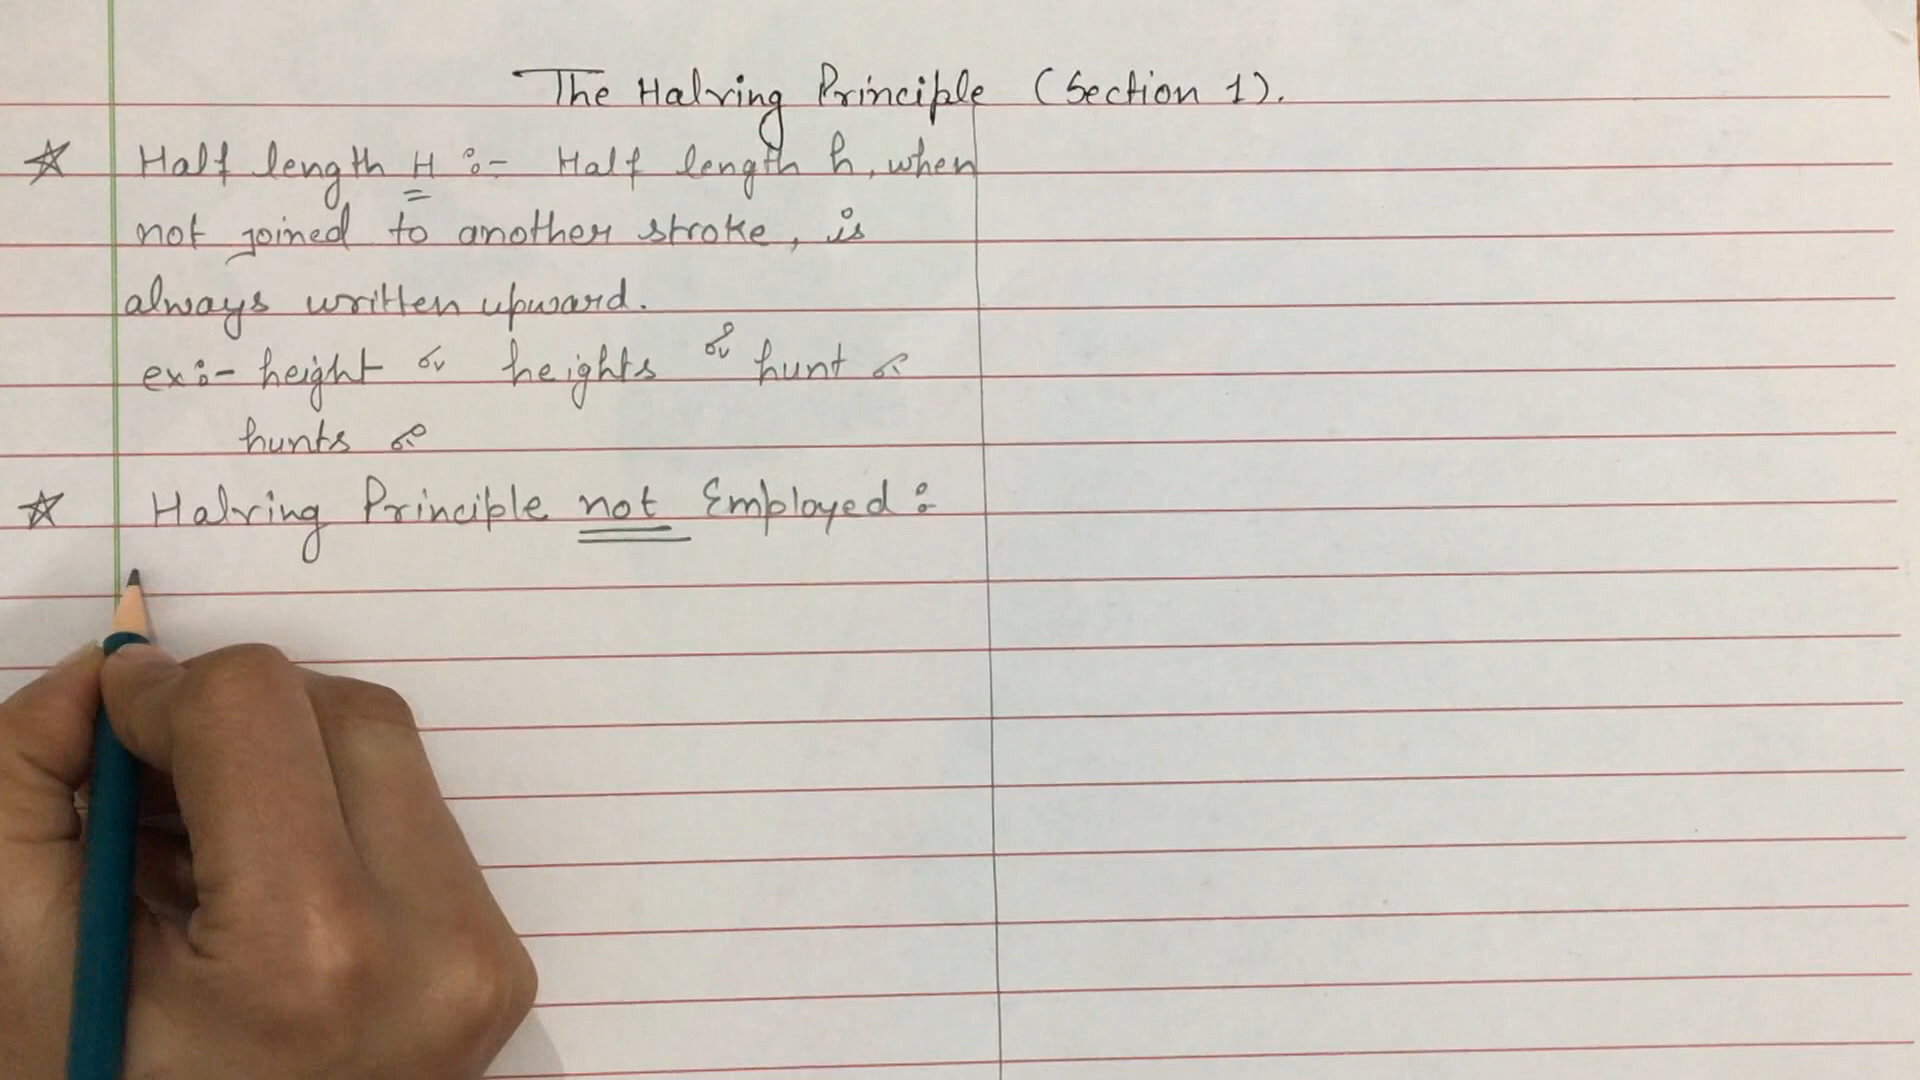 The Halving Principle (Section 1).
☆ Half length H :- Half length h, when
not joined to another stroke, is
always written upward.
ex:- height heights hunt
hunts
☆ Halving Principle not Employed :